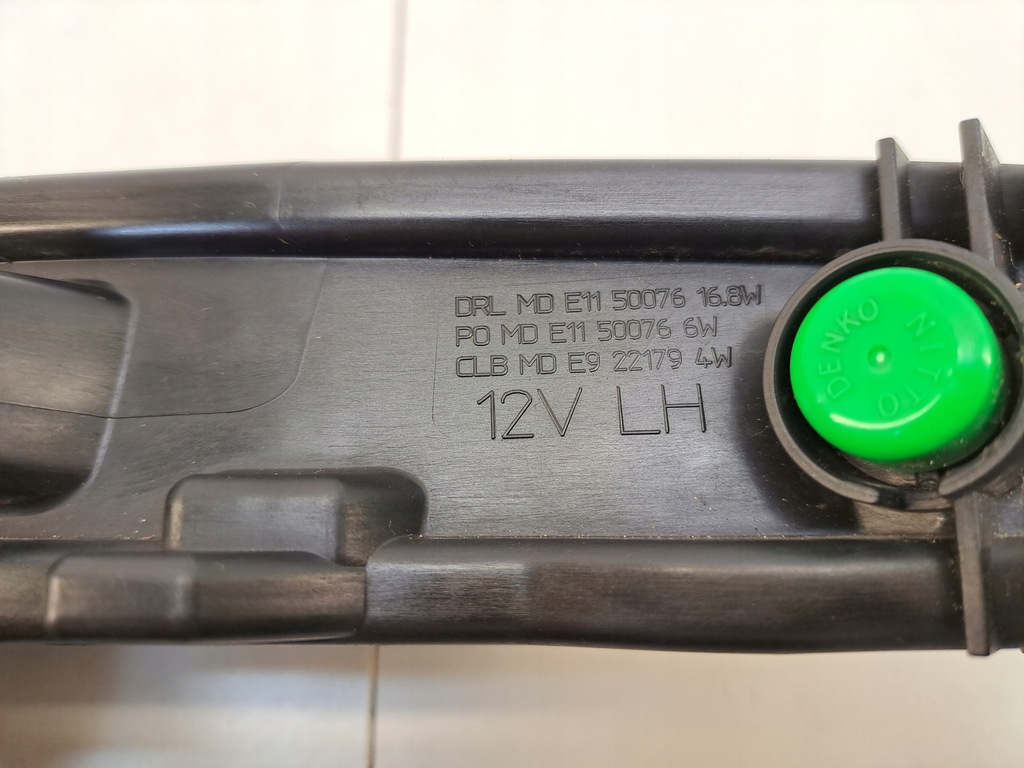 DRL MD E11 50076 16.8W
PO MD E11 50076 6W
CLB MD E9 22179 4W
12V LH
NITTO
DENKO